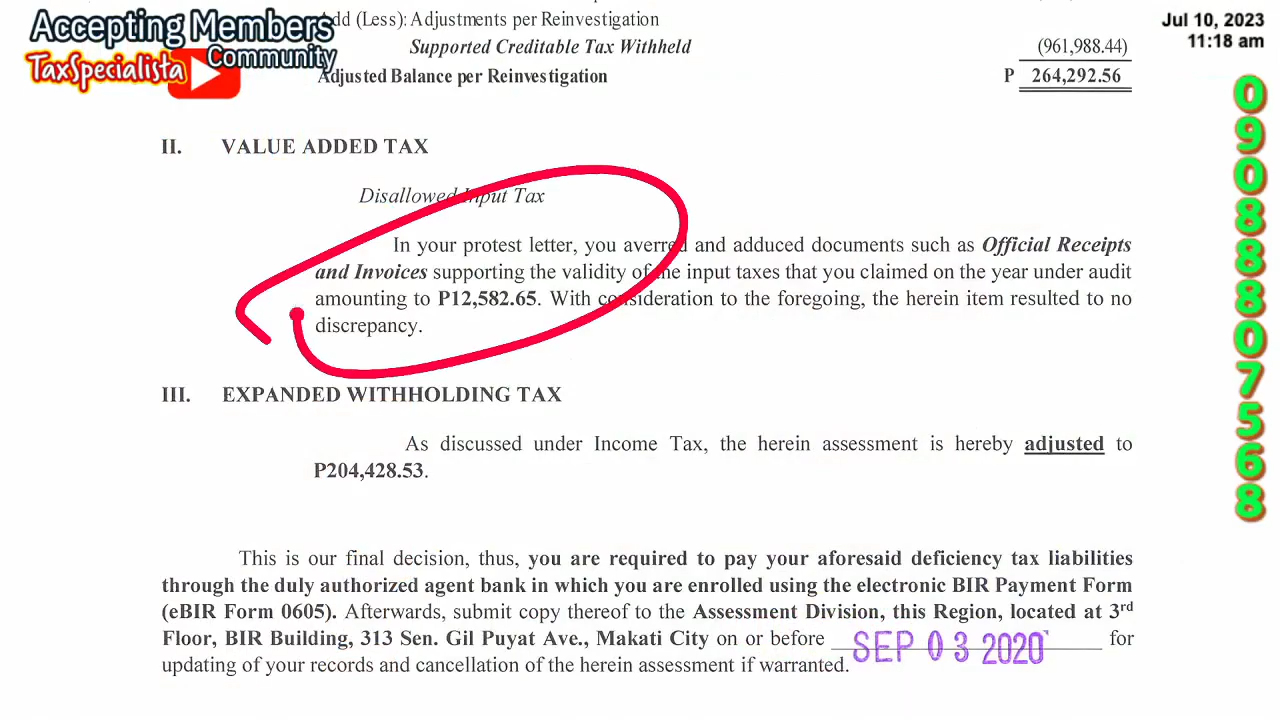 Accepting Members
Community
TaxSpecialista
Jul 10, 2023
11:18 am
09088807568
Add (Less): Adjustments per Reinvestigation
Supported Creditable Tax Withheld (961,988.44)
Adjusted Balance per Reinvestigation P 264,292.56
II. VALUE ADDED TAX
Disallowed Input Tax
In your protest letter, you averred and adduced documents such as Official Receipts
and Invoices supporting the validity of the input taxes that you claimed on the year under audit
amounting to P12,582.65. With consideration to the foregoing, the herein item resulted to no
discrepancy.
III. EXPANDED WITHHOLDING TAX
As discussed under Income Tax, the herein assessment is hereby adjusted to
P204,428.53.
This is our final decision, thus, you are required to pay your aforesaid deficiency tax liabilities
through the duly authorized agent bank in which you are enrolled using the electronic BIR Payment Form
(eBIR Form 0605). Afterwards, submit copy thereof to the Assessment Division, this Region, located at 3rd
Floor, BIR Building, 313 Sen. Gil Puyat Ave., Makati City on or before SEP 03 2020 for
updating of your records and cancellation of the herein assessment if warranted.